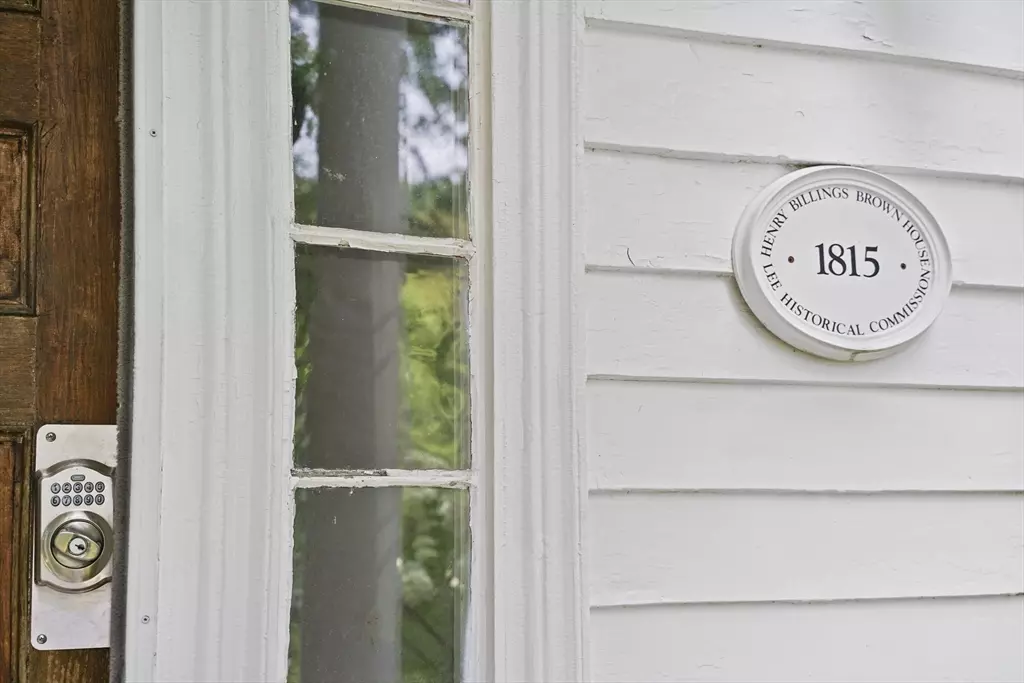 HENRY BILLINGS BROWN HOUSE
1815
LEE HISTORICAL COMMISSION